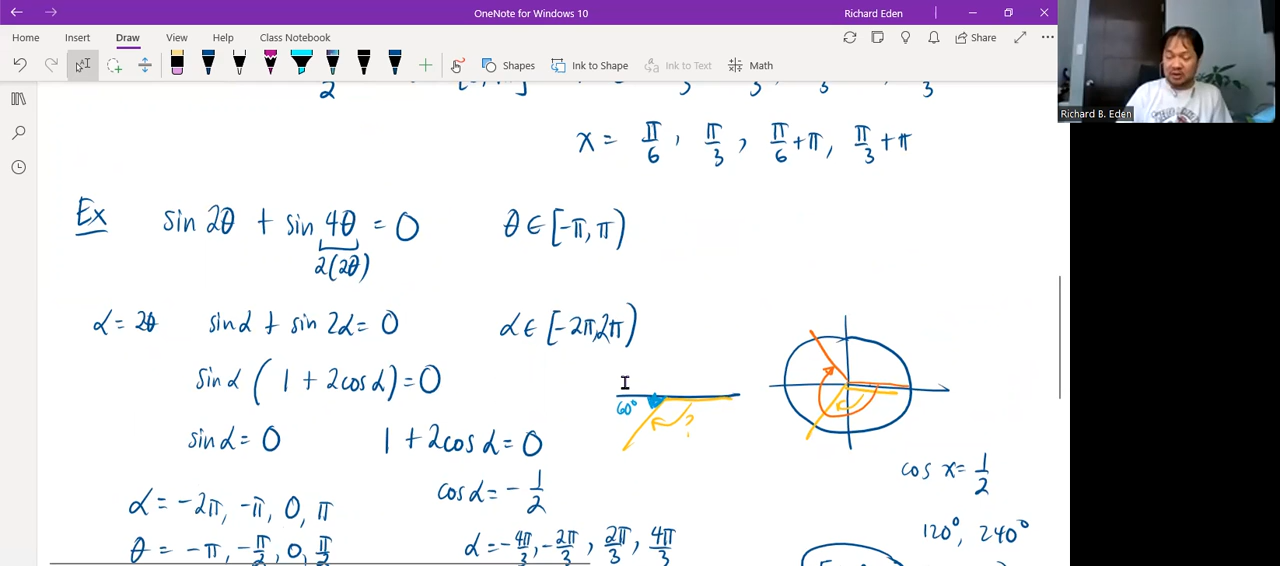 OneNote for Windows 10
Richard Eden
Home Insert Draw View Help Class Notebook
Share
Shapes Ink to Shape Ink to Text Math
Richard B. Eden
x = π/6, π/3, π/6+π, π/3+π
Ex sin 2θ + sin 4θ = 0 θ ∈ [-π, π)
2(2θ)
α = 2θ sin α + sin 2α = 0 α ∈ [-2π, 2π)
sin α (1 + 2cos α) = 0
60° ?
sin α = 0 1 + 2cos α = 0
cos x = 1/2
cos α = -1/2
α = -2π, -π, 0, π
120°, 240°
θ = -π, -π/2, 0, π/2 α = -4π/3, -2π/3, 2π/3, 4π/3